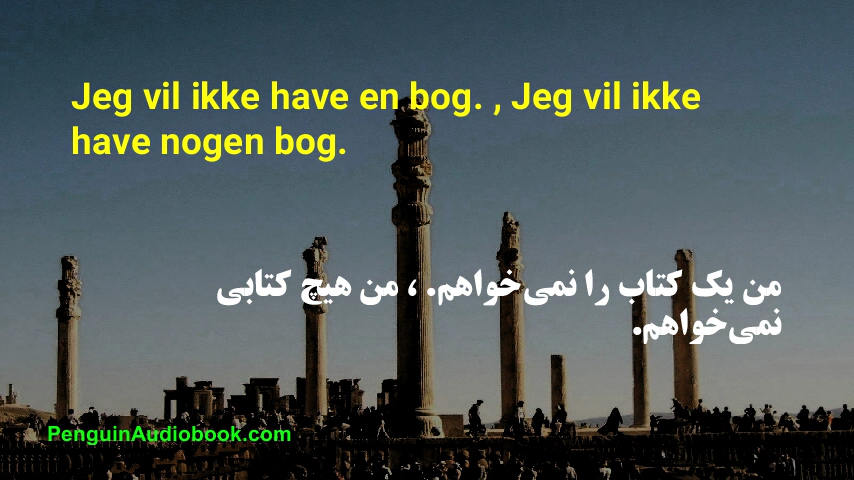 Jeg vil ikke have en bog. , Jeg vil ikke
have nogen bog.
من یک کتاب را نمی‌خواهم. ، من هیچ کتابی
نمی‌خواهم.
PenguinAudiobook.com